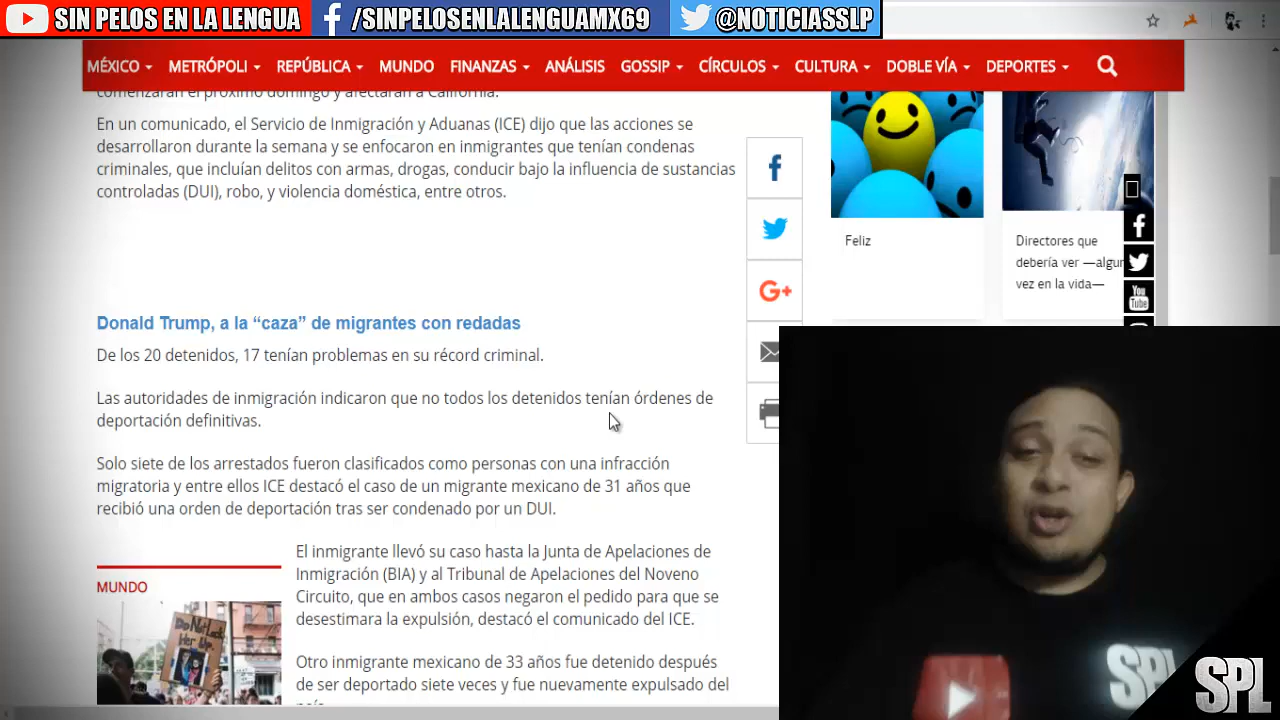 SIN PELOS EN LA LENGUA /SINPELOSENLALENGUAMX69 @NOTICIASSLP
MÉXICO METRÓPOLI REPÚBLICA MUNDO FINANZAS ANÁLISIS GOSSIP CÍRCULOS CULTURA DOBLE VÍA DEPORTES
comenzarán el próximo domingo y afectarán a California.
En un comunicado, el Servicio de Inmigración y Aduanas (ICE) dijo que las acciones se
desarrollaron durante la semana y se enfocaron en inmigrantes que tenían condenas
criminales, que incluían delitos con armas, drogas, conducir bajo la influencia de sustancias
controladas (DUI), robo, y violencia doméstica, entre otros.
Donald Trump, a la “caza” de migrantes con redadas
De los 20 detenidos, 17 tenían problemas en su récord criminal.
Las autoridades de inmigración indicaron que no todos los detenidos tenían órdenes de
deportación definitivas.
Solo siete de los arrestados fueron clasificados como personas con una infracción
migratoria y entre ellos ICE destacó el caso de un migrante mexicano de 31 años que
recibió una orden de deportación tras ser condenado por un DUI.
MUNDO
El inmigrante llevó su caso hasta la Junta de Apelaciones de
Inmigración (BIA) y al Tribunal de Apelaciones del Noveno
Circuito, que en ambos casos negaron el pedido para que se
desestimara la expulsión, destacó el comunicado del ICE.
Otro inmigrante mexicano de 33 años fue detenido después
de ser deportado siete veces y fue nuevamente expulsado del
Feliz
Directores que
debería ver —algun
vez en la vida—
G+
You
Tube
SPL
SPL